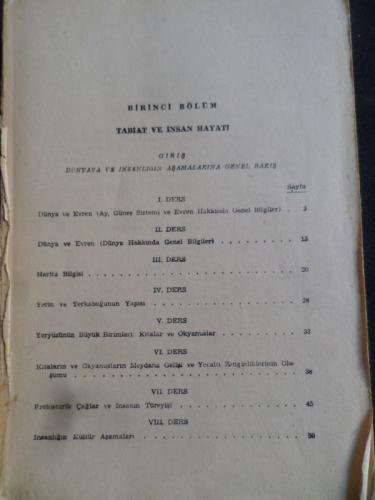 BİRİNCİ BÖLÜM
TABİAT VE İNSAN HAYATI
GİRİŞ
DÜNYAYA VE İNSANLIĞIN AŞAMALARINA GENEL BAKIŞ
Sayfa
I. DERS
Dünya ve Evren (Ay, Güneş Sistemi ve Evren Hakkında Genel Bilgiler) . 3
II. DERS
Dünya ve Evren (Dünya Hakkında Genel Bilgiler) . . . . . . . . . 13
III. DERS
Harita Bilgisi . . . . . . . . . . . . . . . . . . . . . . 20
IV. DERS
Yerin ve Yerkabuğunun Yapısı . . . . . . . . . . . . . . . . 28
V. DERS
Yeryüzünün Büyük Birimleri: Kıtalar ve Okyanuslar . . . . . . . . 33
VI. DERS
Kıtaların ve Okyanusların Meydana Gelişi ve Yeraltı Zenginliklerinin Olu-
şumu . . . . . . . . . . . . . . . . . . . . . . . . 38
VII. DERS
Prehistorik Çağlar ve İnsanın Türeyişi . . . . . . . . . . . . . 45
VIII. DERS
İnsanlığın Kültür Aşamaları . . . . . . . . . . . . . . . . . 50